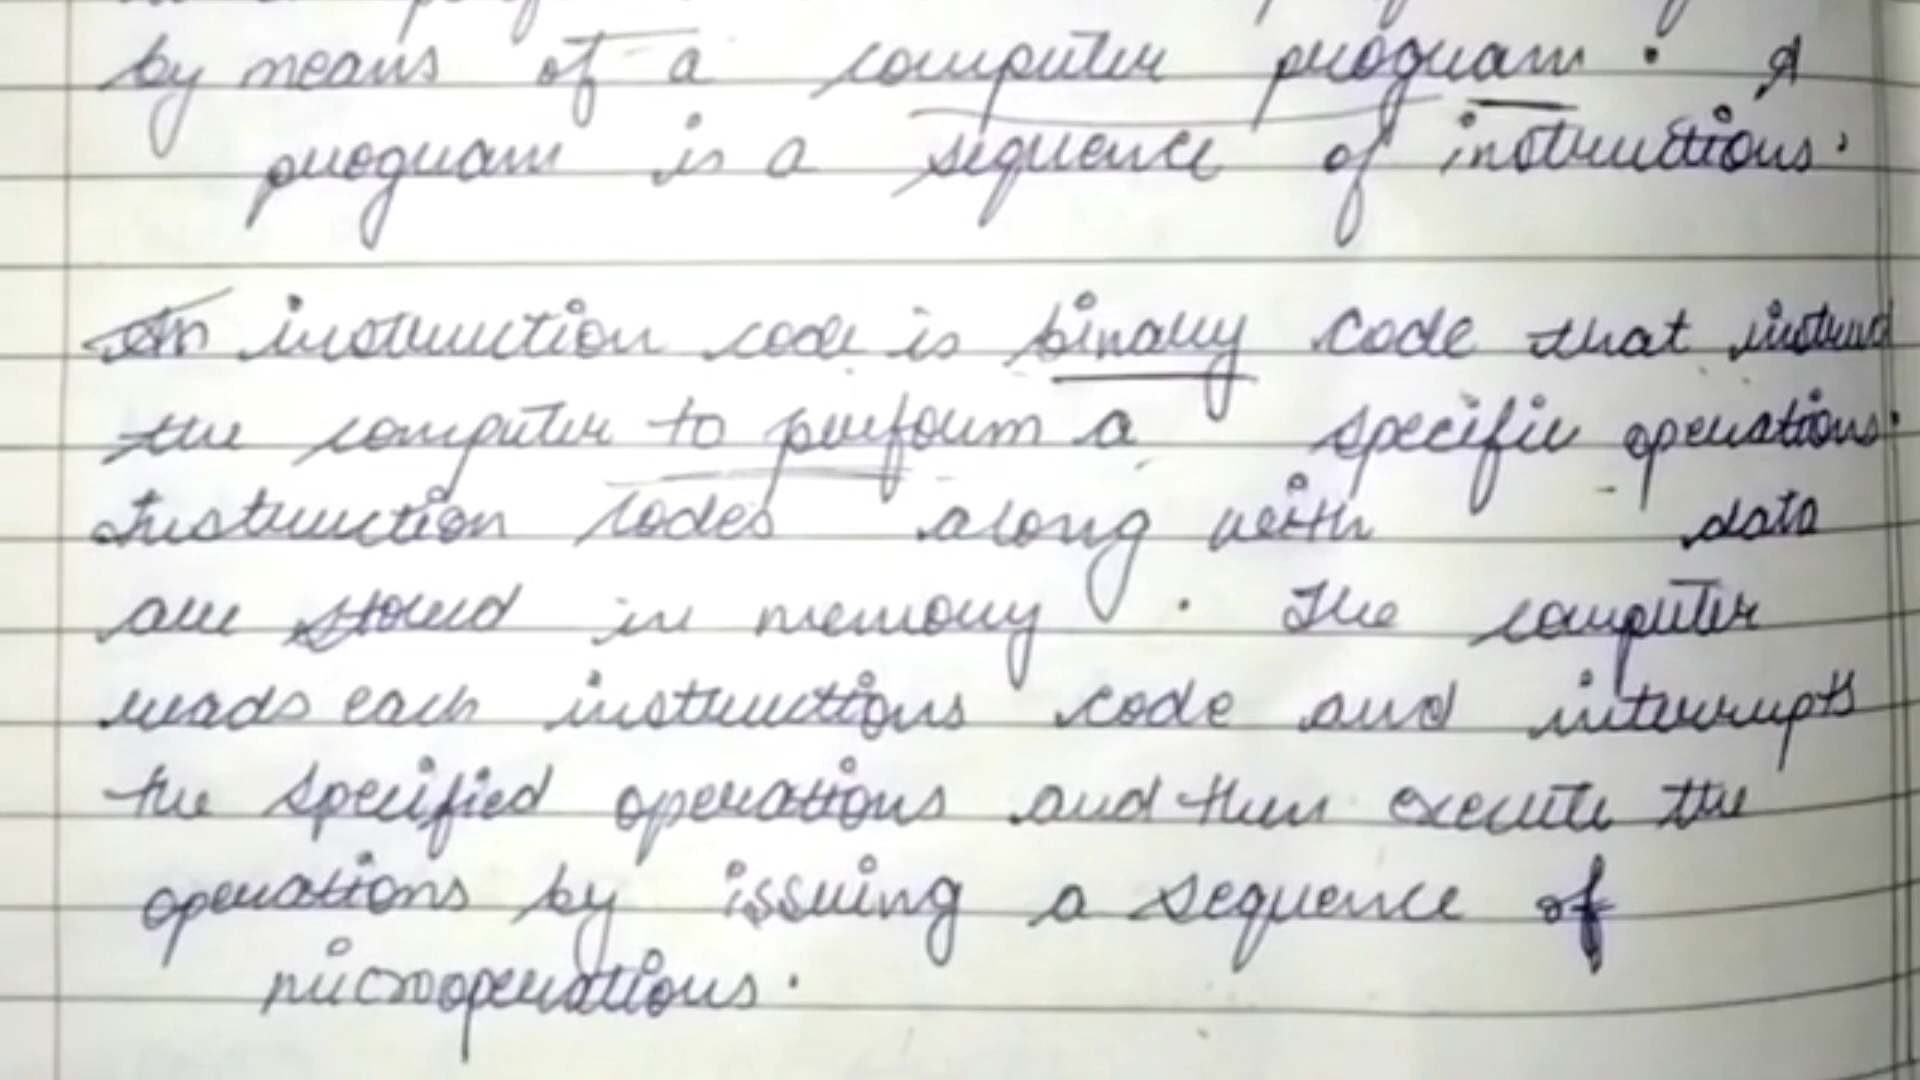 by means of a computer program. A
program is a sequence of instructions.
An instruction code is binary code that instruct
the computer to perform a specific operations.
Instruction codes along with data
are stored in memory. The computer
reads each instructions code and interrupts
the specified operations and then execute the
operations by issuing a sequence of
microoperations.